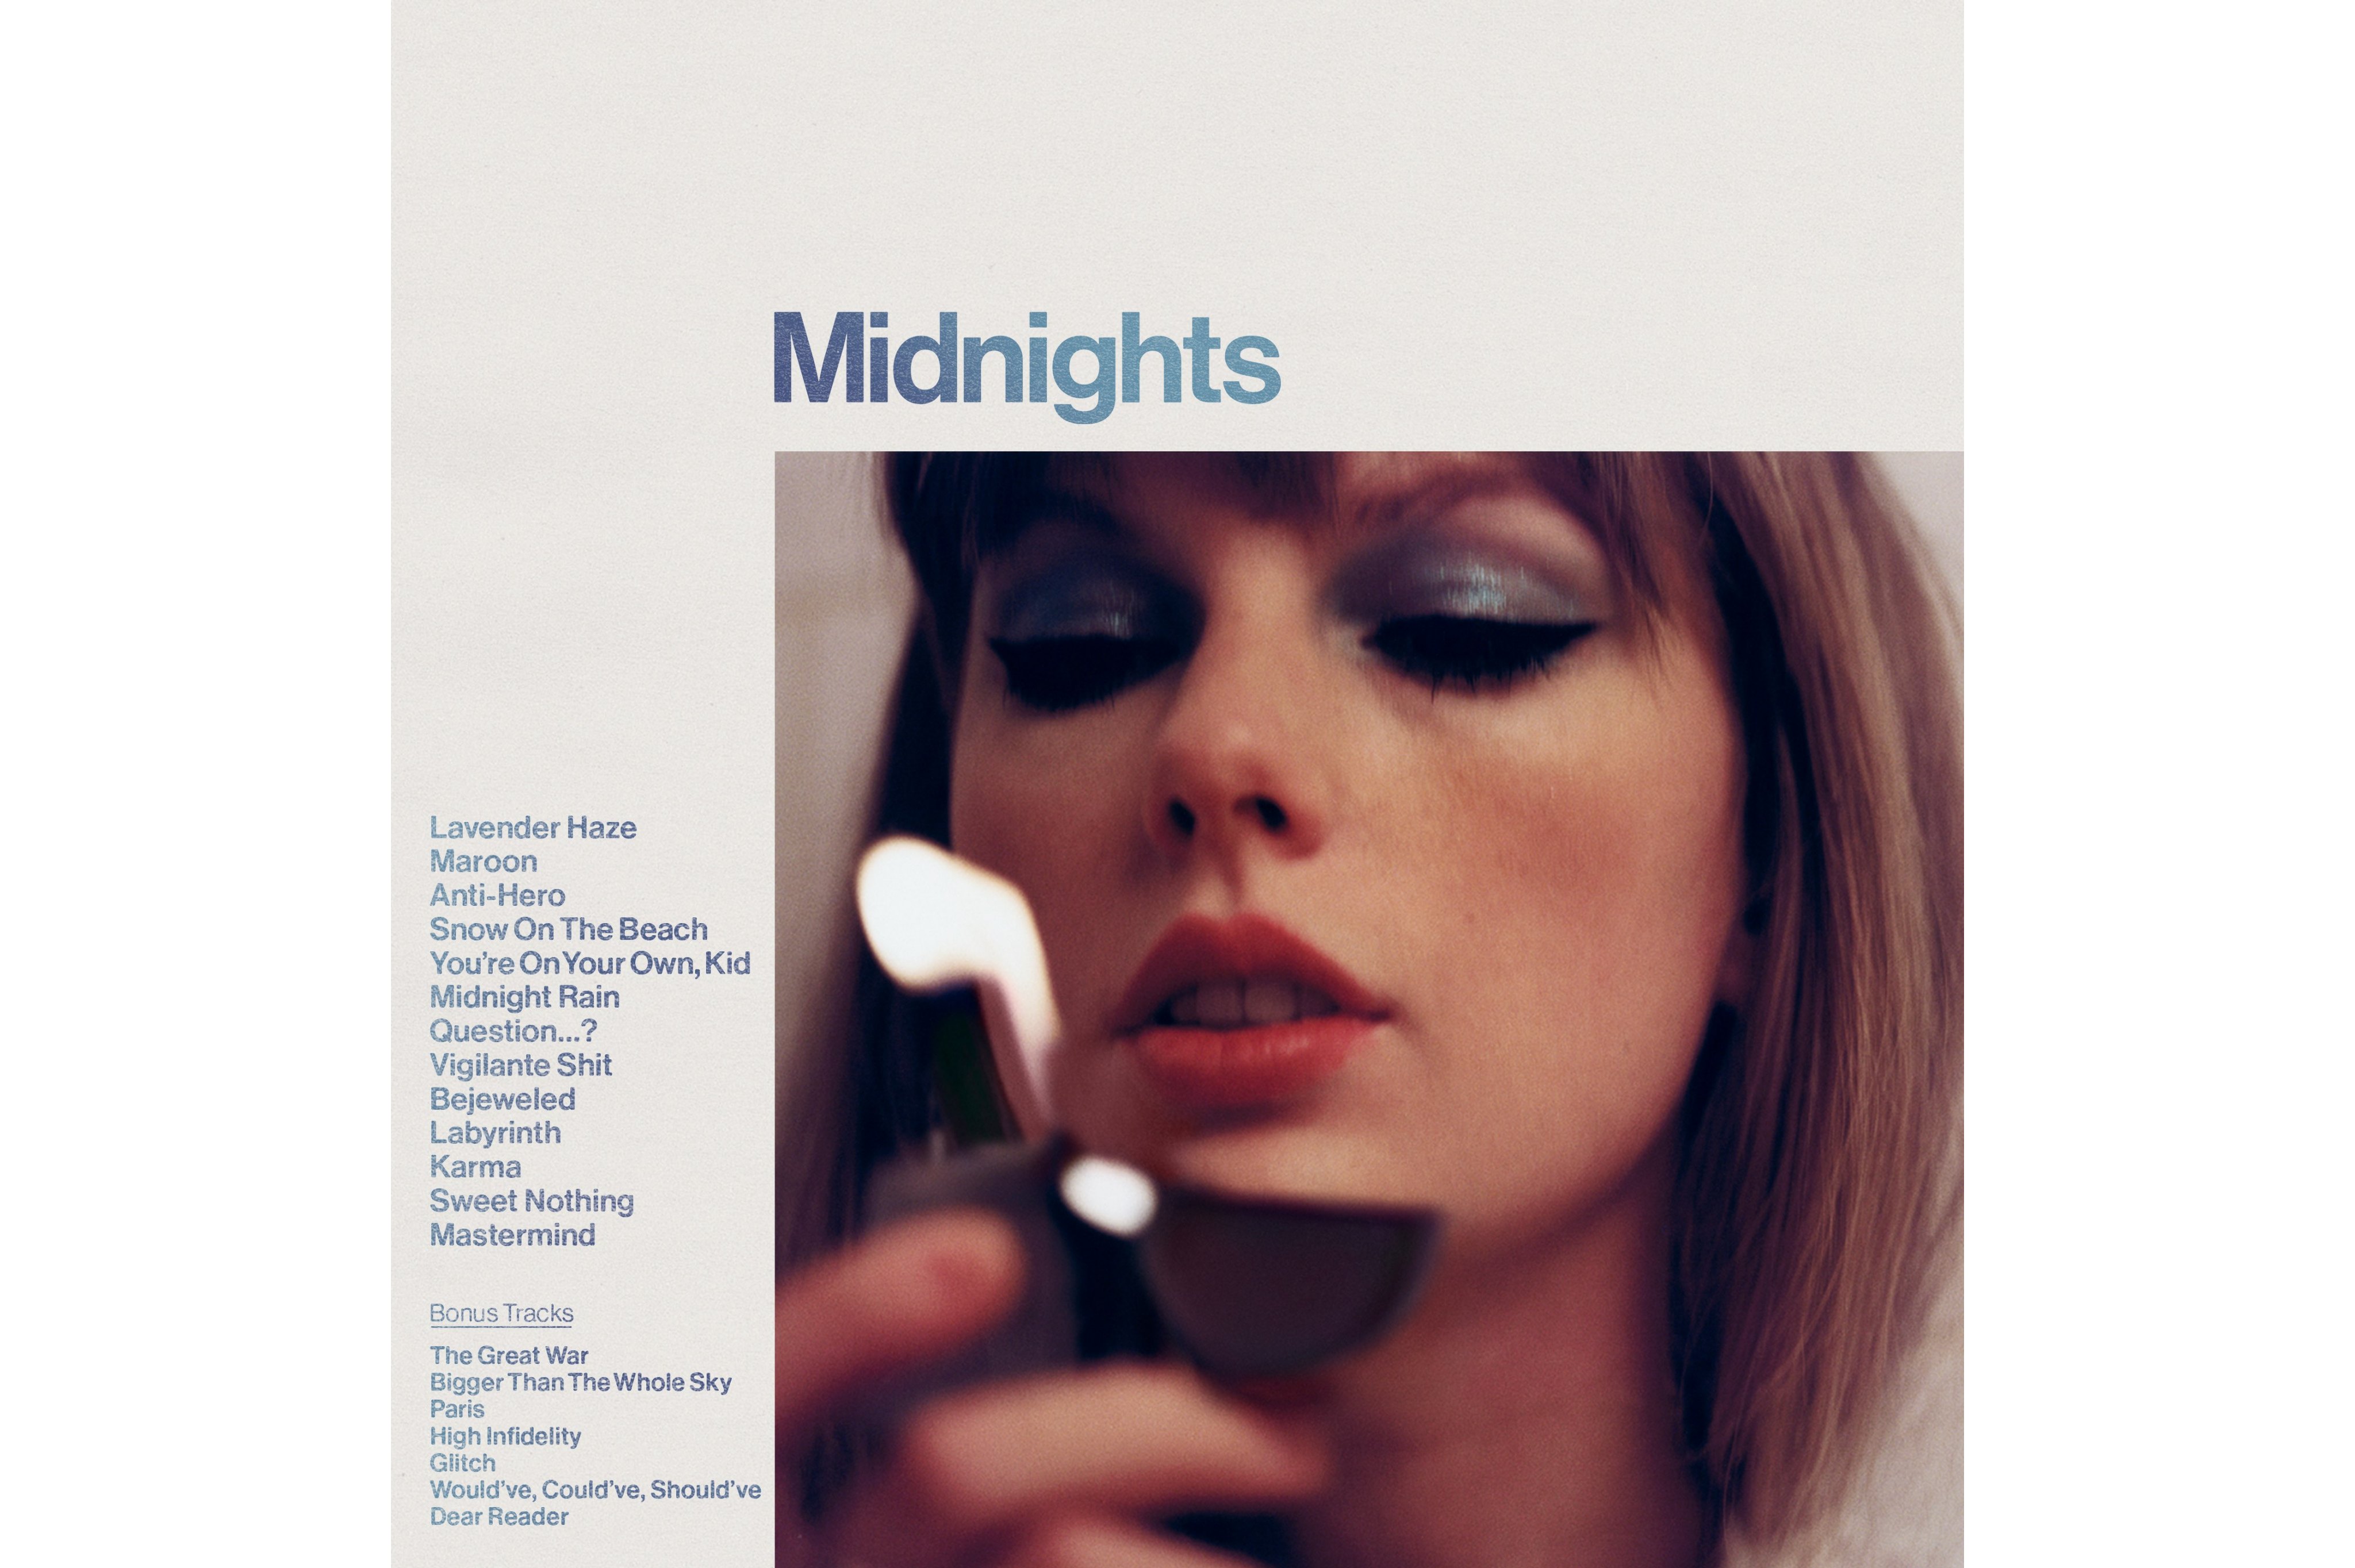 Midnights
Lavender Haze
Maroon
Anti-Hero
Snow On The Beach
You're On Your Own, Kid
Midnight Rain
Question...?
Vigilante Shit
Bejeweled
Labyrinth
Karma
Sweet Nothing
Mastermind
Bonus Tracks
The Great War
Bigger Than The Whole Sky
Paris
High Infidelity
Glitch
Would've, Could've, Should've
Dear Reader